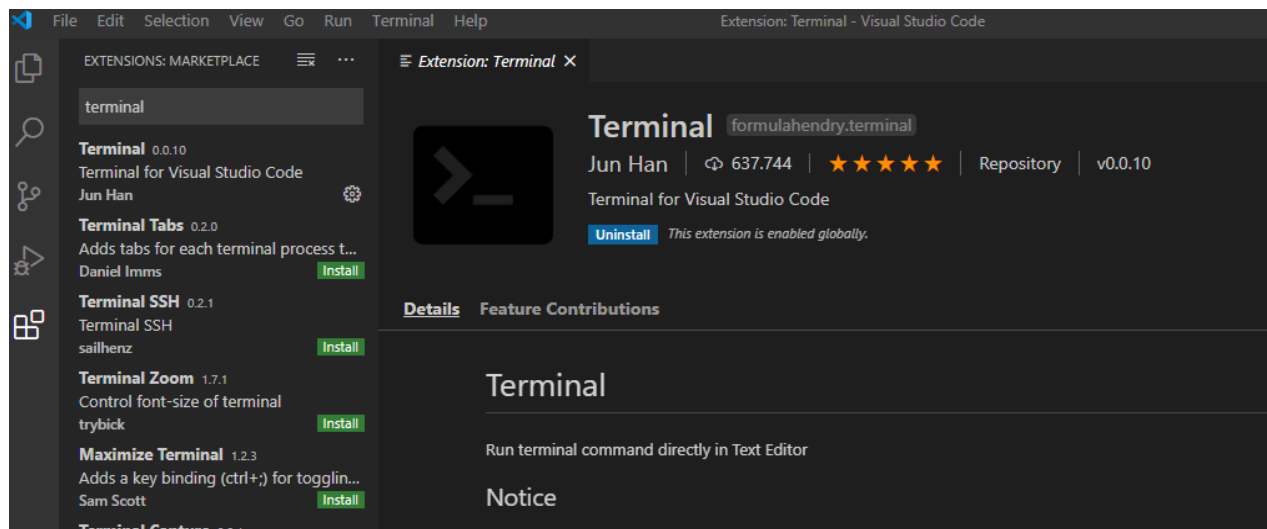 File Edit Selection View Go Run Terminal Help
Extension: Terminal - Visual Studio Code
EXTENSIONS: MARKETPLACE
terminal
Terminal 0.0.10
Terminal for Visual Studio Code
Jun Han
Terminal Tabs 0.2.0
Adds tabs for each terminal process t...
Daniel Imms Install
Terminal SSH 0.2.1
Terminal SSH
sailhenz Install
Terminal Zoom 1.7.1
Control font-size of terminal
trybick Install
Maximize Terminal 1.2.3
Adds a key binding (ctrl+;) for togglin...
Sam Scott Install
Extension: Terminal
Terminal formulahendry.terminal
Jun Han 637.744 Repository v0.0.10
Terminal for Visual Studio Code
Uninstall This extension is enabled globally.
Details Feature Contributions
Terminal
Run terminal command directly in Text Editor
Notice